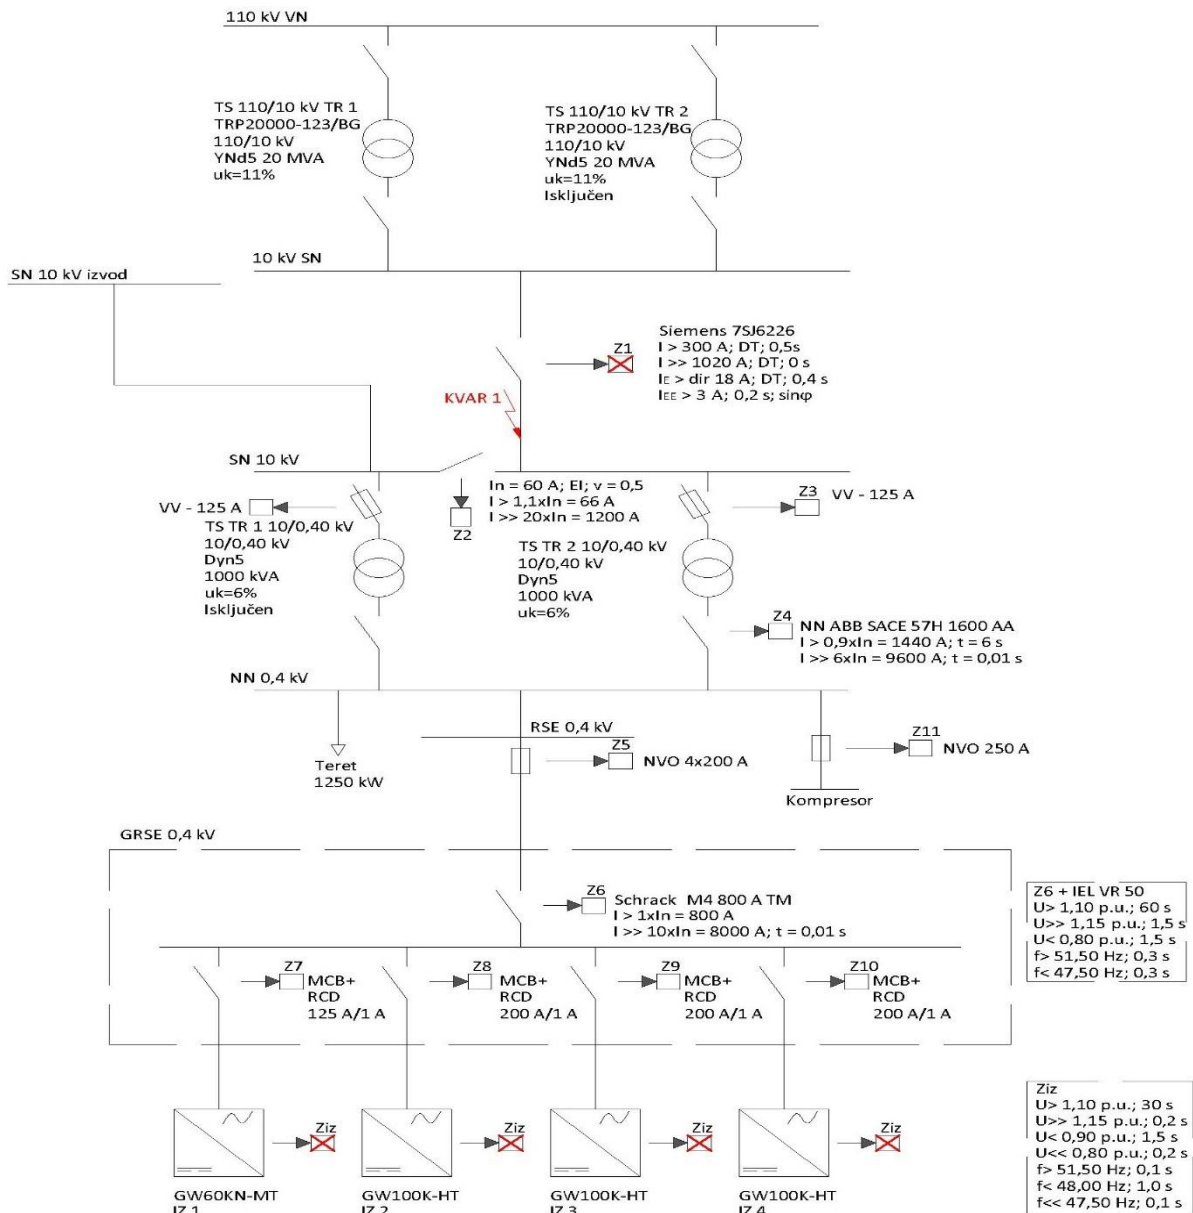 110 kV VN
TS 110/10 kV TR 1
TRP20000-123/BG
110/10 kV
YNd5 20 MVA
uk=11%
TS 110/10 kV TR 2
TRP20000-123/BG
110/10 kV
YNd5 20 MVA
uk=11%
Isključen
10 kV SN
SN 10 kV izvod
Z1
Siemens 7SJ6226
I > 300 A; DT; 0,5s
I >> 1020 A; DT; 0 s
IE > dir 18 A; DT, 0,4 s
IEE > 3 A; 0,2 s; sinφ
KVAR 1
SN 10 kV
VV - 125 A
TS TR 1 10/0,40 kV
10/0,40 kV
Dyn5
1000 kVA
uk=6%
Isključen
Z2
In = 60 A; EI; v = 0,5
I > 1,1xIn = 66 A
I >> 20xIn = 1200 A
TS TR 2 10/0,40 kV
10/0,40 kV
Dyn5
1000 kVA
uk=6%
Z3
VV - 125 A
Z4
NN ABB SACE 57H 1600 AA
I > 0,9xIn = 1440 A; t = 6 s
I >> 6xIn = 9600 A; t = 0,01 s
NN 0,4 kV
Teret
1250 kW
RSE 0,4 kV
Z5
NVO 4x200 A
Z11
NVO 250 A
Kompresor
GRSE 0,4 kV
Z6
Schrack M4 800 A TM
I > 1xIn = 800 A
I >> 10xIn = 8000 A; t = 0,01 s
Z6 + IEL VR 50
U> 1,10 p.u.; 60 s
U>> 1,15 p.u.; 1,5 s
U< 0,80 p.u.; 1,5 s
f> 51,50 Hz; 0,3 s
f< 47,50 Hz; 0,3 s
Z7
MCB+
RCD
125 A/1 A
Z8
MCB+
RCD
200 A/1 A
Z9
MCB+
RCD
200 A/1 A
Z10
MCB+
RCD
200 A/1 A
Ziz
Ziz
Ziz
Ziz
GW60KN-MT
IZ 1
GW100K-HT
IZ 2
GW100K-HT
IZ 3
GW100K-HT
IZ 4
Ziz
U> 1,10 p.u.; 30 s
U>> 1,15 p.u.; 0,2 s
U< 0,90 p.u.; 1,5 s
U<< 0,80 p.u.; 0,2 s
f> 51,50 Hz; 0,1 s
f< 48,00 Hz; 1,0 s
f<< 47,50 Hz; 0,1 s